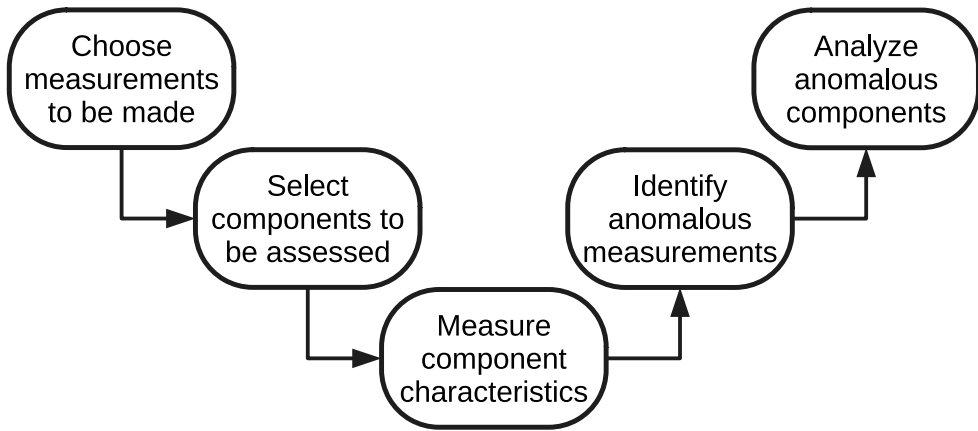 Choose
measurements
to be made
Select
components to
be assessed
Measure
component
characteristics
Identify
anomalous
measurements
Analyze
anomalous
components